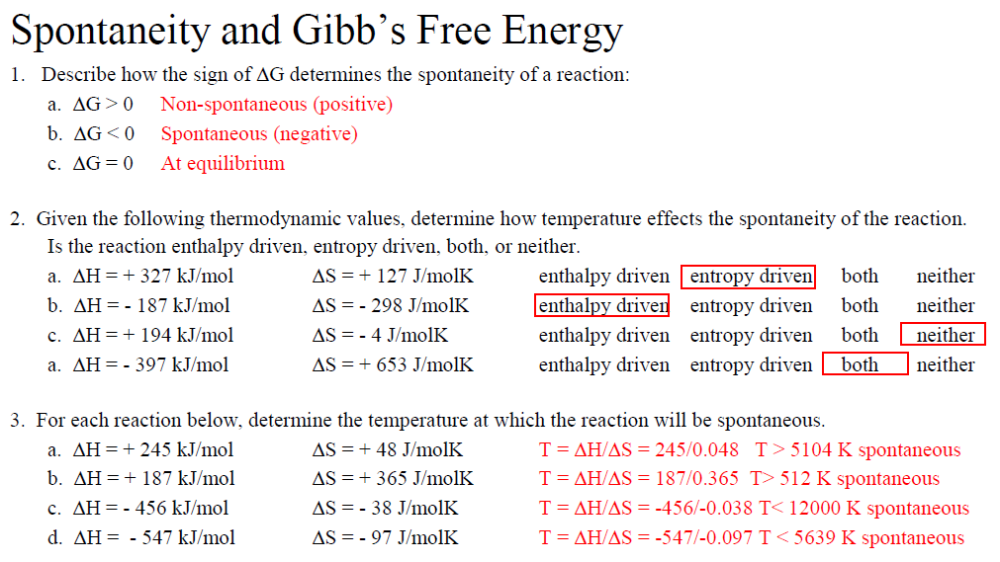 Spontaneity and Gibb’s Free Energy
1. Describe how the sign of ΔG determines the spontaneity of a reaction:
a. ΔG > 0 Non-spontaneous (positive)
b. ΔG < 0 Spontaneous (negative)
c. ΔG = 0 At equilibrium
2. Given the following thermodynamic values, determine how temperature effects the spontaneity of the reaction.
Is the reaction enthalpy driven, entropy driven, both, or neither.
a. ΔH = + 327 kJ/mol ΔS = + 127 J/molK enthalpy driven entropy driven both neither
b. ΔH = - 187 kJ/mol ΔS = - 298 J/molK enthalpy driven entropy driven both neither
c. ΔH = + 194 kJ/mol ΔS = - 4 J/molK enthalpy driven entropy driven both neither
a. ΔH = - 397 kJ/mol ΔS = + 653 J/molK enthalpy driven entropy driven both neither
3. For each reaction below, determine the temperature at which the reaction will be spontaneous.
a. ΔH = + 245 kJ/mol ΔS = + 48 J/molK T = ΔH/ΔS = 245/0.048 T > 5104 K spontaneous
b. ΔH = + 187 kJ/mol ΔS = + 365 J/molK T = ΔH/ΔS = 187/0.365 T> 512 K spontaneous
c. ΔH = - 456 kJ/mol ΔS = - 38 J/molK T = ΔH/ΔS = -456/-0.038 T< 12000 K spontaneous
d. ΔH = - 547 kJ/mol ΔS = - 97 J/molK T = ΔH/ΔS = -547/-0.097 T < 5639 K spontaneous